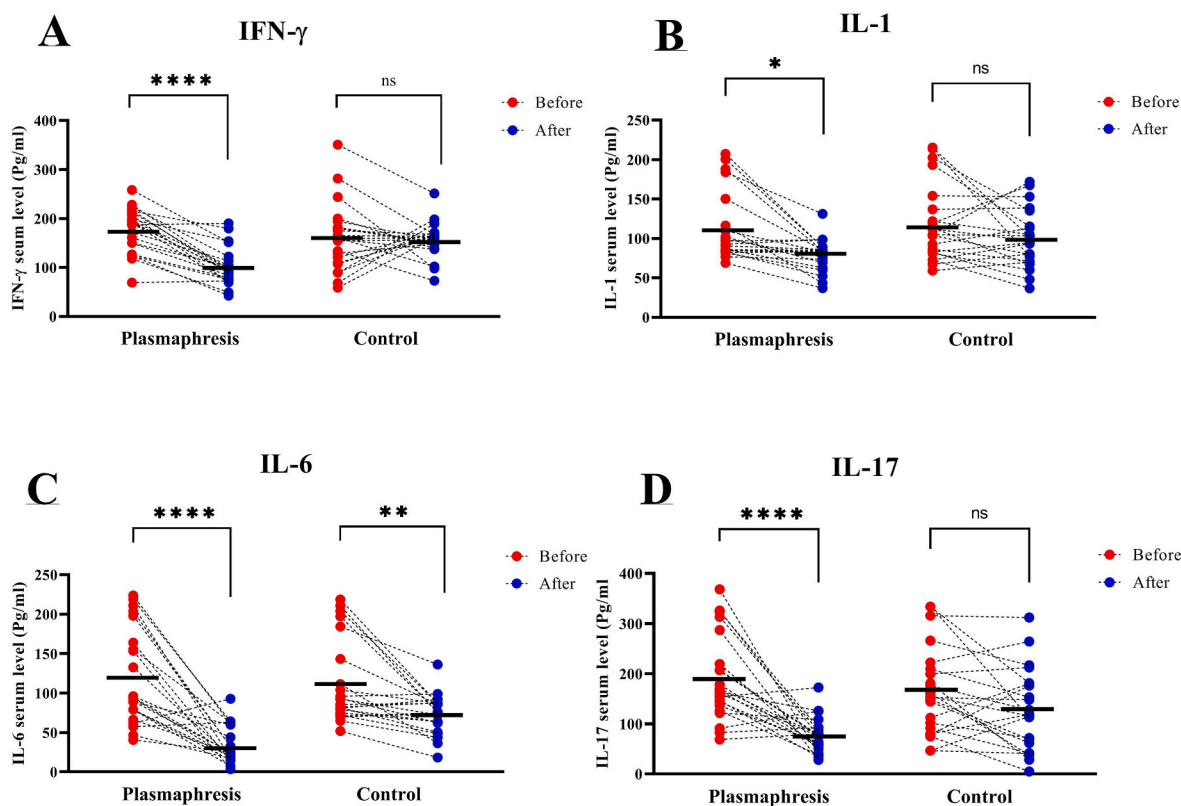 A
IFN-γ
****
ns
Before
After
IFN-γ serum level (Pg/ml)
400
300
200
100
0
Plasmaphresis
Control
B
IL-1
*
ns
Before
After
IL-1 serum level (Pg/ml)
250
200
150
100
50
0
Plasmaphresis
Control
C
IL-6
****
**
Before
After
IL-6 serum level (Pg/ml)
250
200
150
100
50
0
Plasmaphresis
Control
D
IL-17
****
ns
Before
After
IL-17 serum level (Pg/ml)
400
300
200
100
0
Plasmaphresis
Control